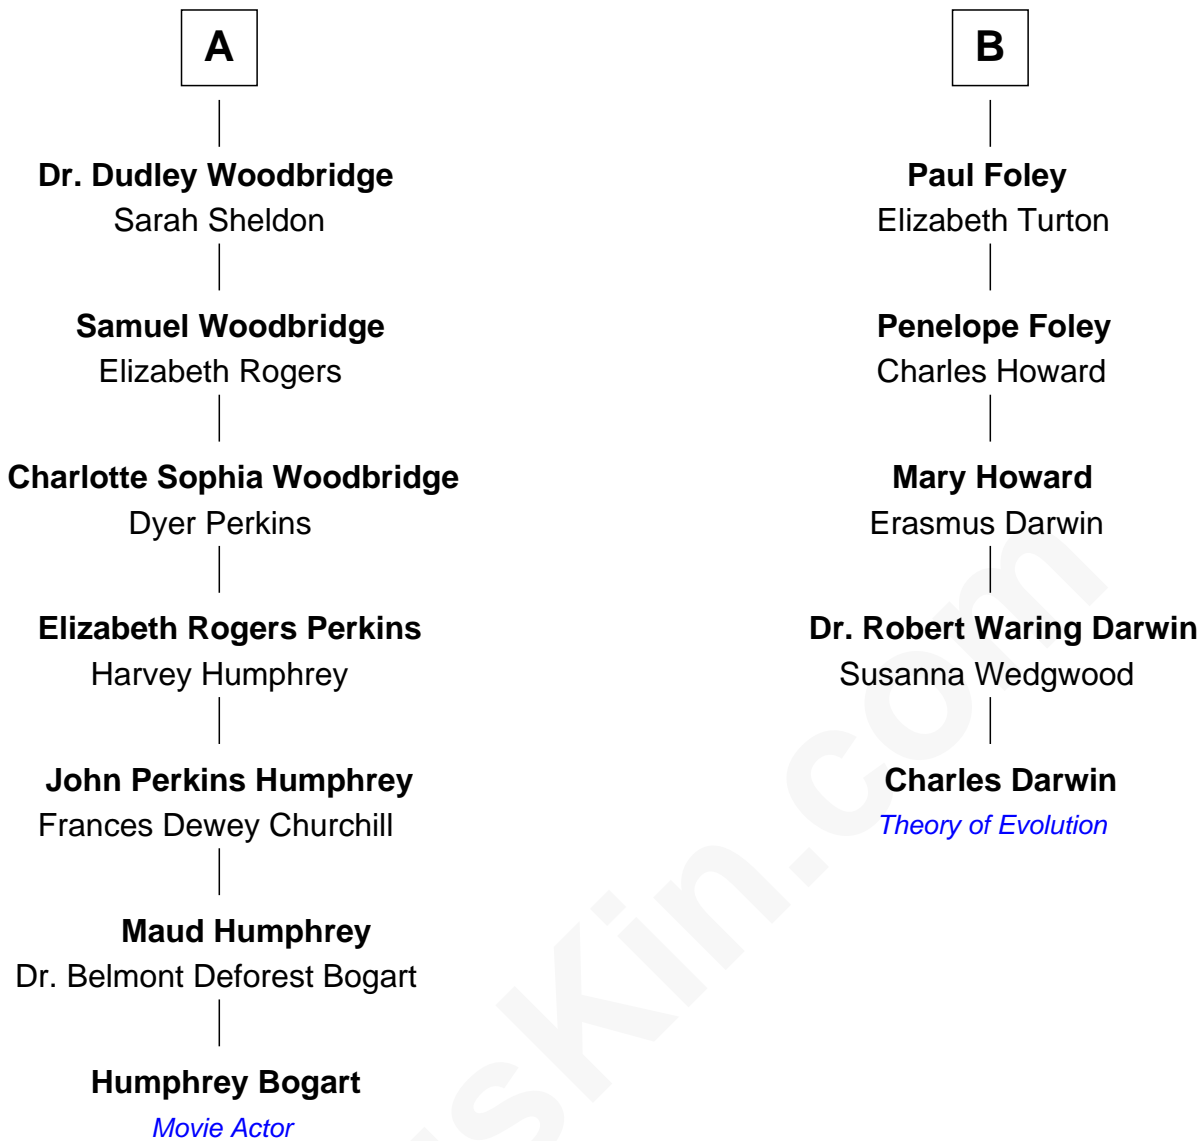 A
Dr. Dudley Woodbridge
Sarah Sheldon
Samuel Woodbridge
Elizabeth Rogers
Charlotte Sophia Woodbridge
Dyer Perkins
Elizabeth Rogers Perkins
Harvey Humphrey
John Perkins Humphrey
Frances Dewey Churchill
Maud Humphrey
Dr. Belmont Deforest Bogart
Humphrey Bogart
Movie Actor
B
Paul Foley
Elizabeth Turton
Penelope Foley
Charles Howard
Mary Howard
Erasmus Darwin
Dr. Robert Waring Darwin
Susanna Wedgwood
Charles Darwin
Theory of Evolution
sKin.com